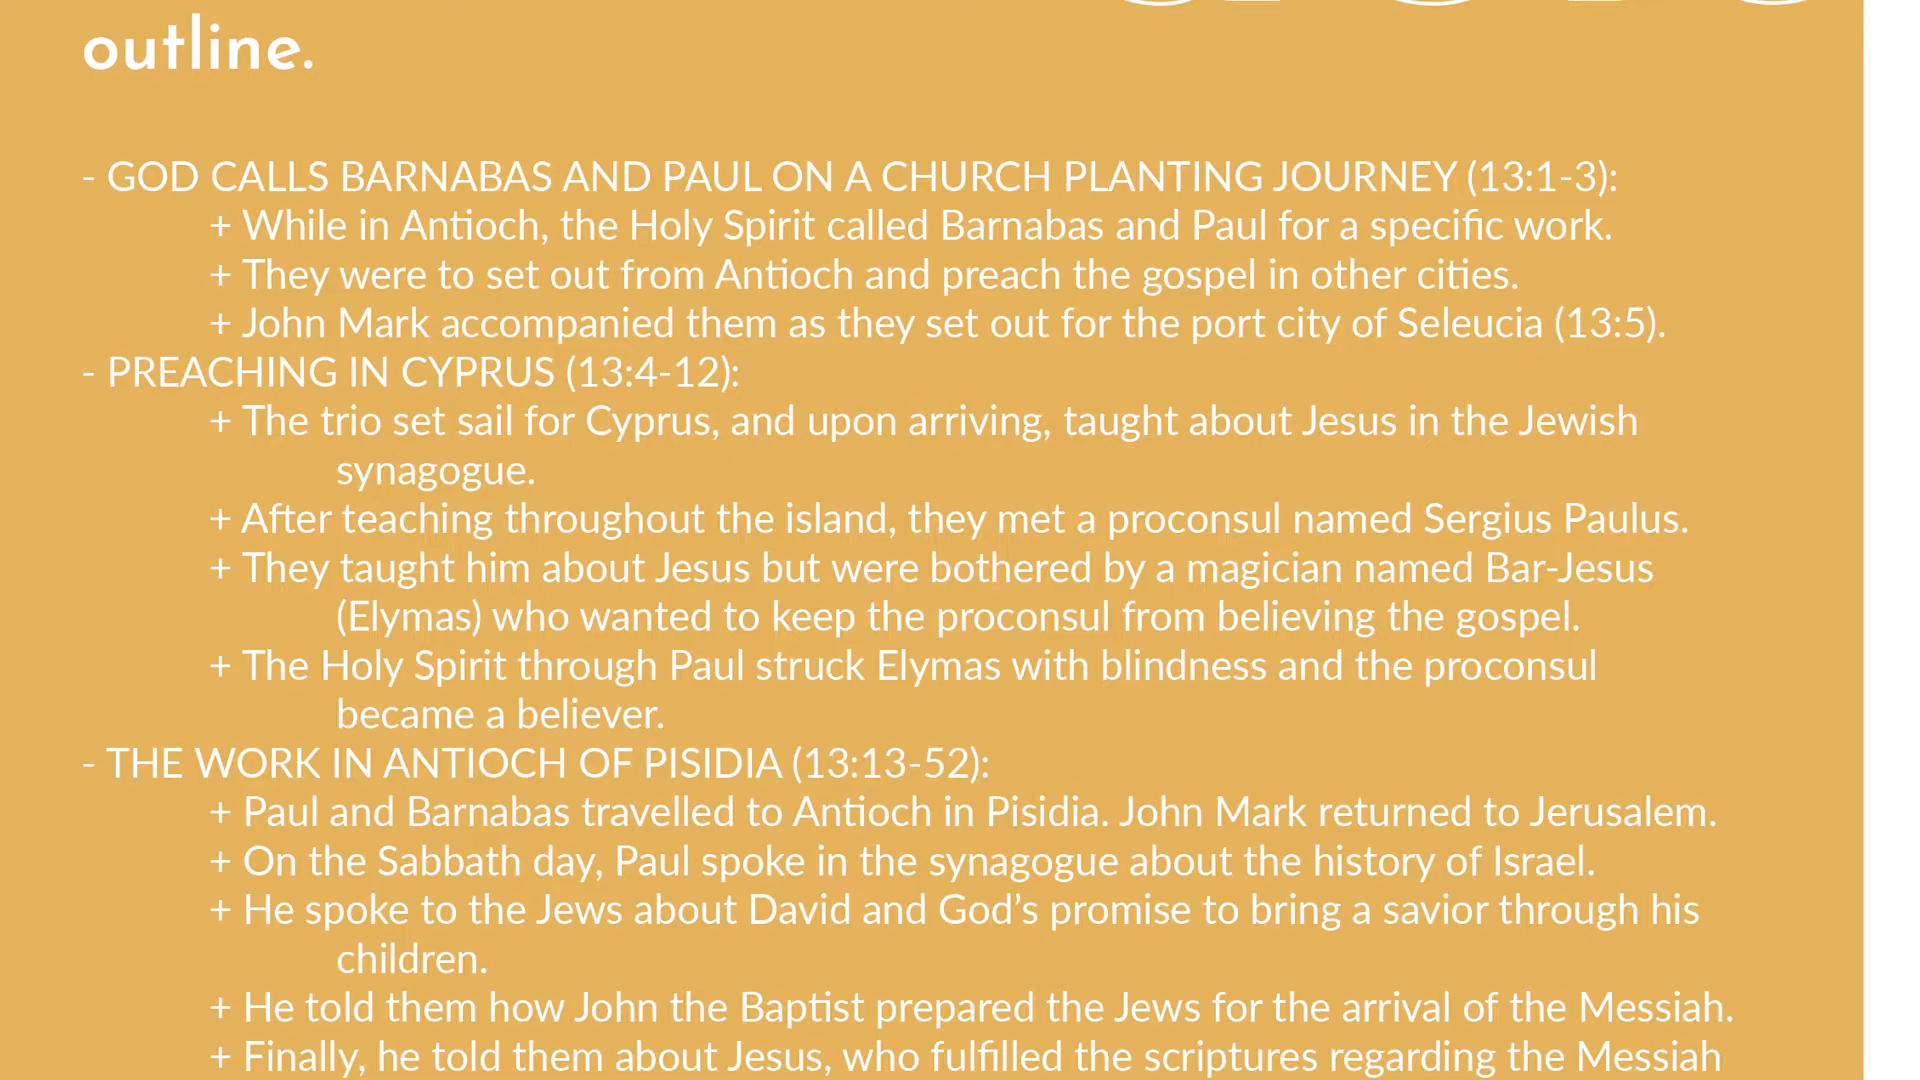 outline.
- GOD CALLS BARNABAS AND PAUL ON A CHURCH PLANTING JOURNEY (13:1-3):
+ While in Antioch, the Holy Spirit called Barnabas and Paul for a specific work.
+ They were to set out from Antioch and preach the gospel in other cities.
+ John Mark accompanied them as they set out for the port city of Seleucia (13:5).
- PREACHING IN CYPRUS (13:4-12):
+ The trio set sail for Cyprus, and upon arriving, taught about Jesus in the Jewish
synagogue.
+ After teaching throughout the island, they met a proconsul named Sergius Paulus.
+ They taught him about Jesus but were bothered by a magician named Bar-Jesus
(Elymas) who wanted to keep the proconsul from believing the gospel.
+ The Holy Spirit through Paul struck Elymas with blindness and the proconsul
became a believer.
- THE WORK IN ANTIOCH OF PISIDIA (13:13-52):
+ Paul and Barnabas travelled to Antioch in Pisidia. John Mark returned to Jerusalem.
+ On the Sabbath day, Paul spoke in the synagogue about the history of Israel.
+ He spoke to the Jews about David and God’s promise to bring a savior through his
children.
+ He told them how John the Baptist prepared the Jews for the arrival of the Messiah.
+ Finally, he told them about Jesus, who fulfilled the scriptures regarding the Messiah